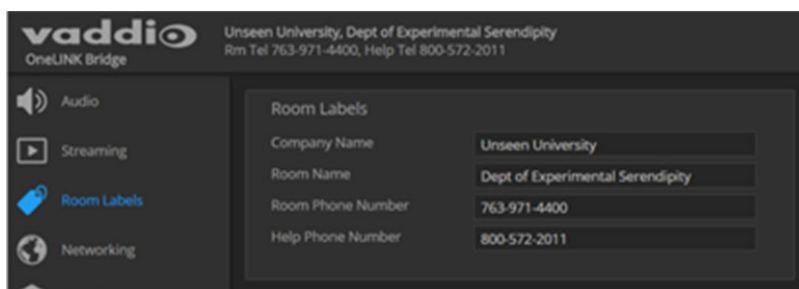 vaddio
OneLINK Bridge
Unseen University, Dept of Experimental Serendipity
Rm Tel 763-971-4400, Help Tel 800-572-2011
Audio
Streaming
Room Labels
Networking
Room Labels
Company Name Unseen University
Room Name Dept of Experimental Serendipity
Room Phone Number 763-971-4400
Help Phone Number 800-572-2011